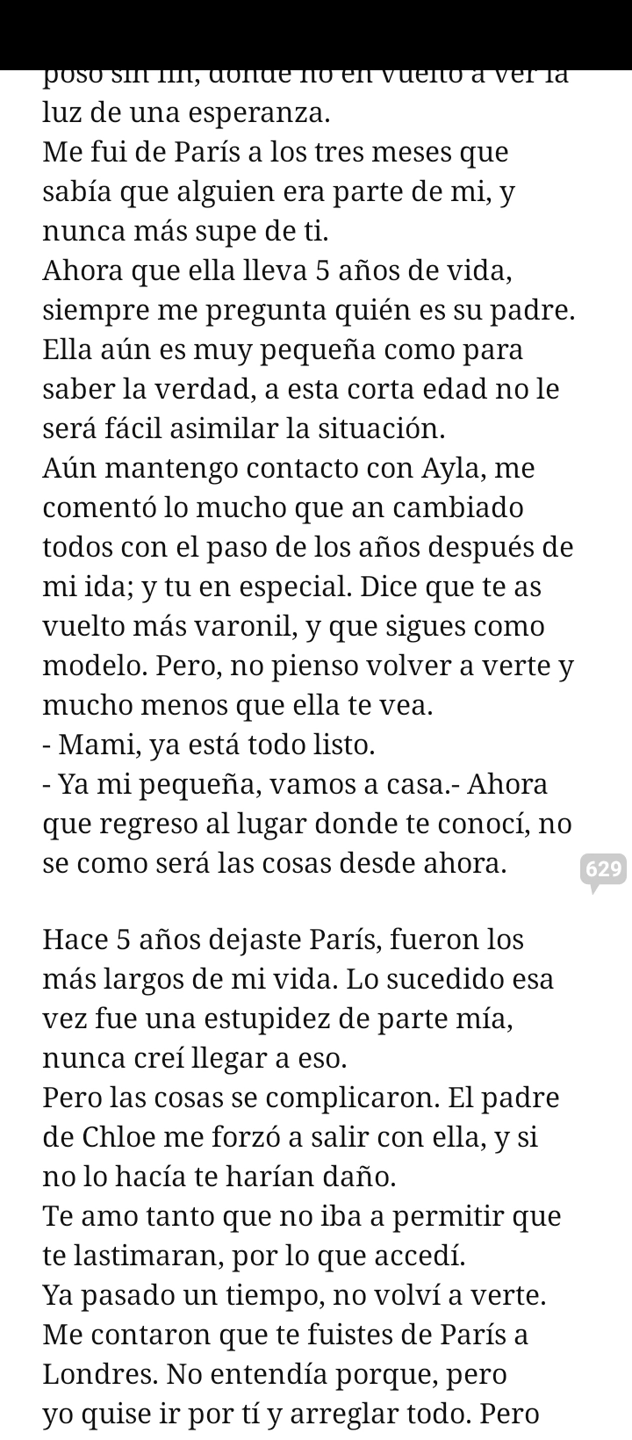 poso sin fin, donde no en vuelto a ver la
luz de una esperanza.
Me fui de París a los tres meses que
sabía que alguien era parte de mi, y
nunca más supe de ti.
Ahora que ella lleva 5 años de vida,
siempre me pregunta quién es su padre.
Ella aún es muy pequeña como para
saber la verdad, a esta corta edad no le
será fácil asimilar la situación.
Aún mantengo contacto con Ayla, me
comentó lo mucho que an cambiado
todos con el paso de los años después de
mi ida; y tu en especial. Dice que te as
vuelto más varonil, y que sigues como
modelo. Pero, no pienso volver a verte y
mucho menos que ella te vea.
- Mami, ya está todo listo.
- Ya mi pequeña, vamos a casa.- Ahora
que regreso al lugar donde te conocí, no
se como será las cosas desde ahora.
629
Hace 5 años dejaste París, fueron los
más largos de mi vida. Lo sucedido esa
vez fue una estupidez de parte mía,
nunca creí llegar a eso.
Pero las cosas se complicaron. El padre
de Chloe me forzó a salir con ella, y si
no lo hacía te harían daño.
Te amo tanto que no iba a permitir que
te lastimaran, por lo que accedí.
Ya pasado un tiempo, no volví a verte.
Me contaron que te fuistes de París a
Londres. No entendía porque, pero
yo quise ir por tí y arreglar todo. Pero